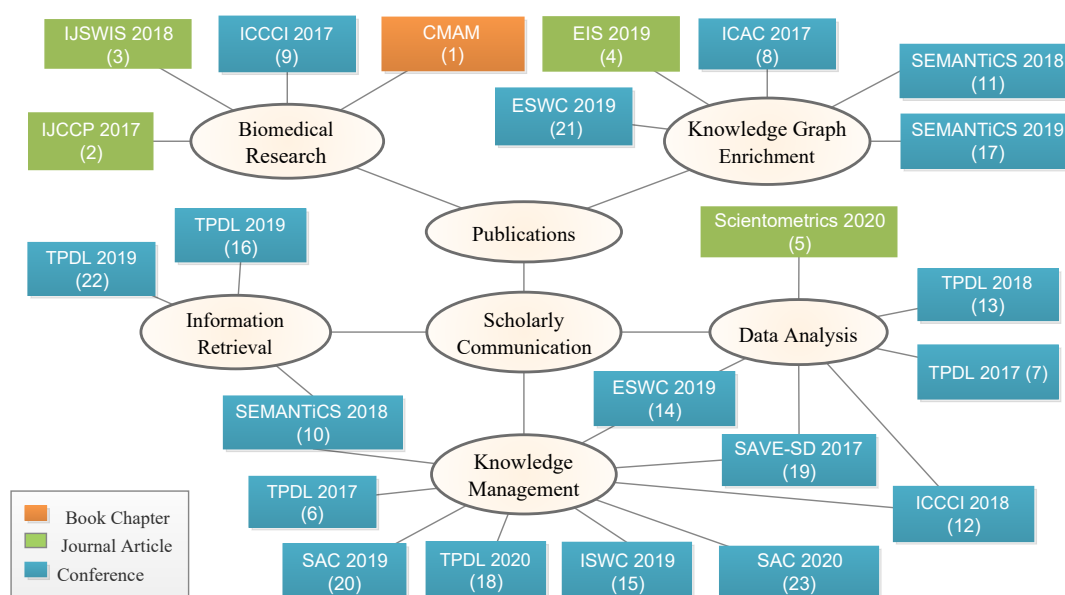 IJSWIS 2018
(3)
ICCCI 2017
(9)
CMAM
(1)
EIS 2019
(4)
ICAC 2017
(8)
SEMANTiCS 2018
(11)
ESWC 2019
(21)
IJCCP 2017
(2)
Biomedical
Research
Knowledge Graph
Enrichment
SEMANTiCS 2019
(17)
Publications
Scientometrics 2020
(5)
TPDL 2019
(16)
TPDL 2019
(22)
TPDL 2018
(13)
Information
Retrieval
Scholarly
Communication
Data Analysis
TPDL 2017 (7)
ESWC 2019
(14)
SEMANTiCS 2018
(10)
SAVE-SD 2017
(19)
Knowledge
Management
TPDL 2017
(6)
ICCCI 2018
(12)
SAC 2019
(20)
TPDL 2020
(18)
ISWC 2019
(15)
SAC 2020
(23)
Book Chapter
Journal Article
Conference